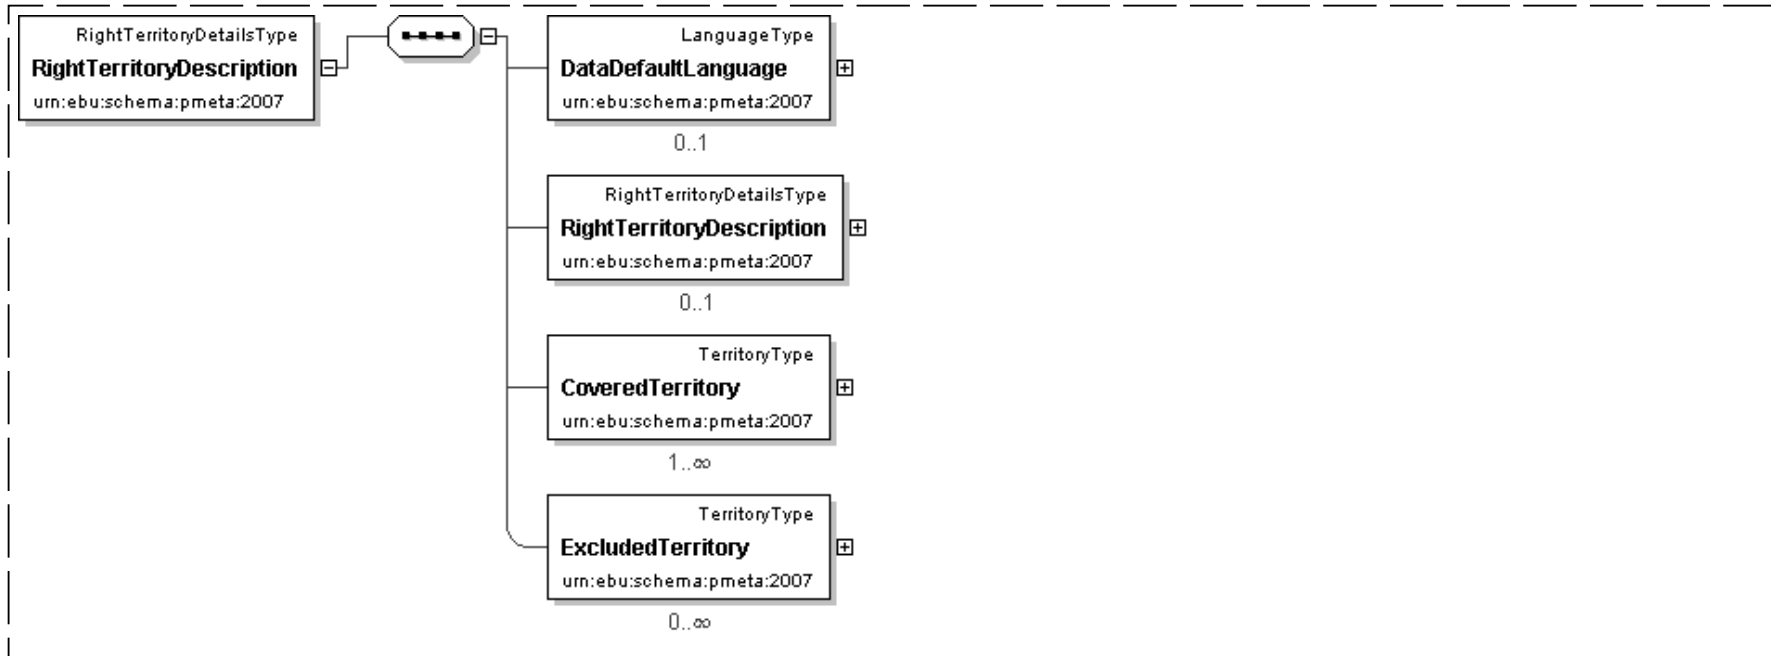 RightTerritoryDetailsType
RightTerritoryDescription
urn:ebu:schema:pmeta:2007
LanguageType
DataDefaultLanguage
urn:ebu:schema:pmeta:2007
0..1
RightTerritoryDetailsType
RightTerritoryDescription
urn:ebu:schema:pmeta:2007
0..1
TerritoryType
CoveredTerritory
urn:ebu:schema:pmeta:2007
1..∞
TerritoryType
ExcludedTerritory
urn:ebu:schema:pmeta:2007
0..∞